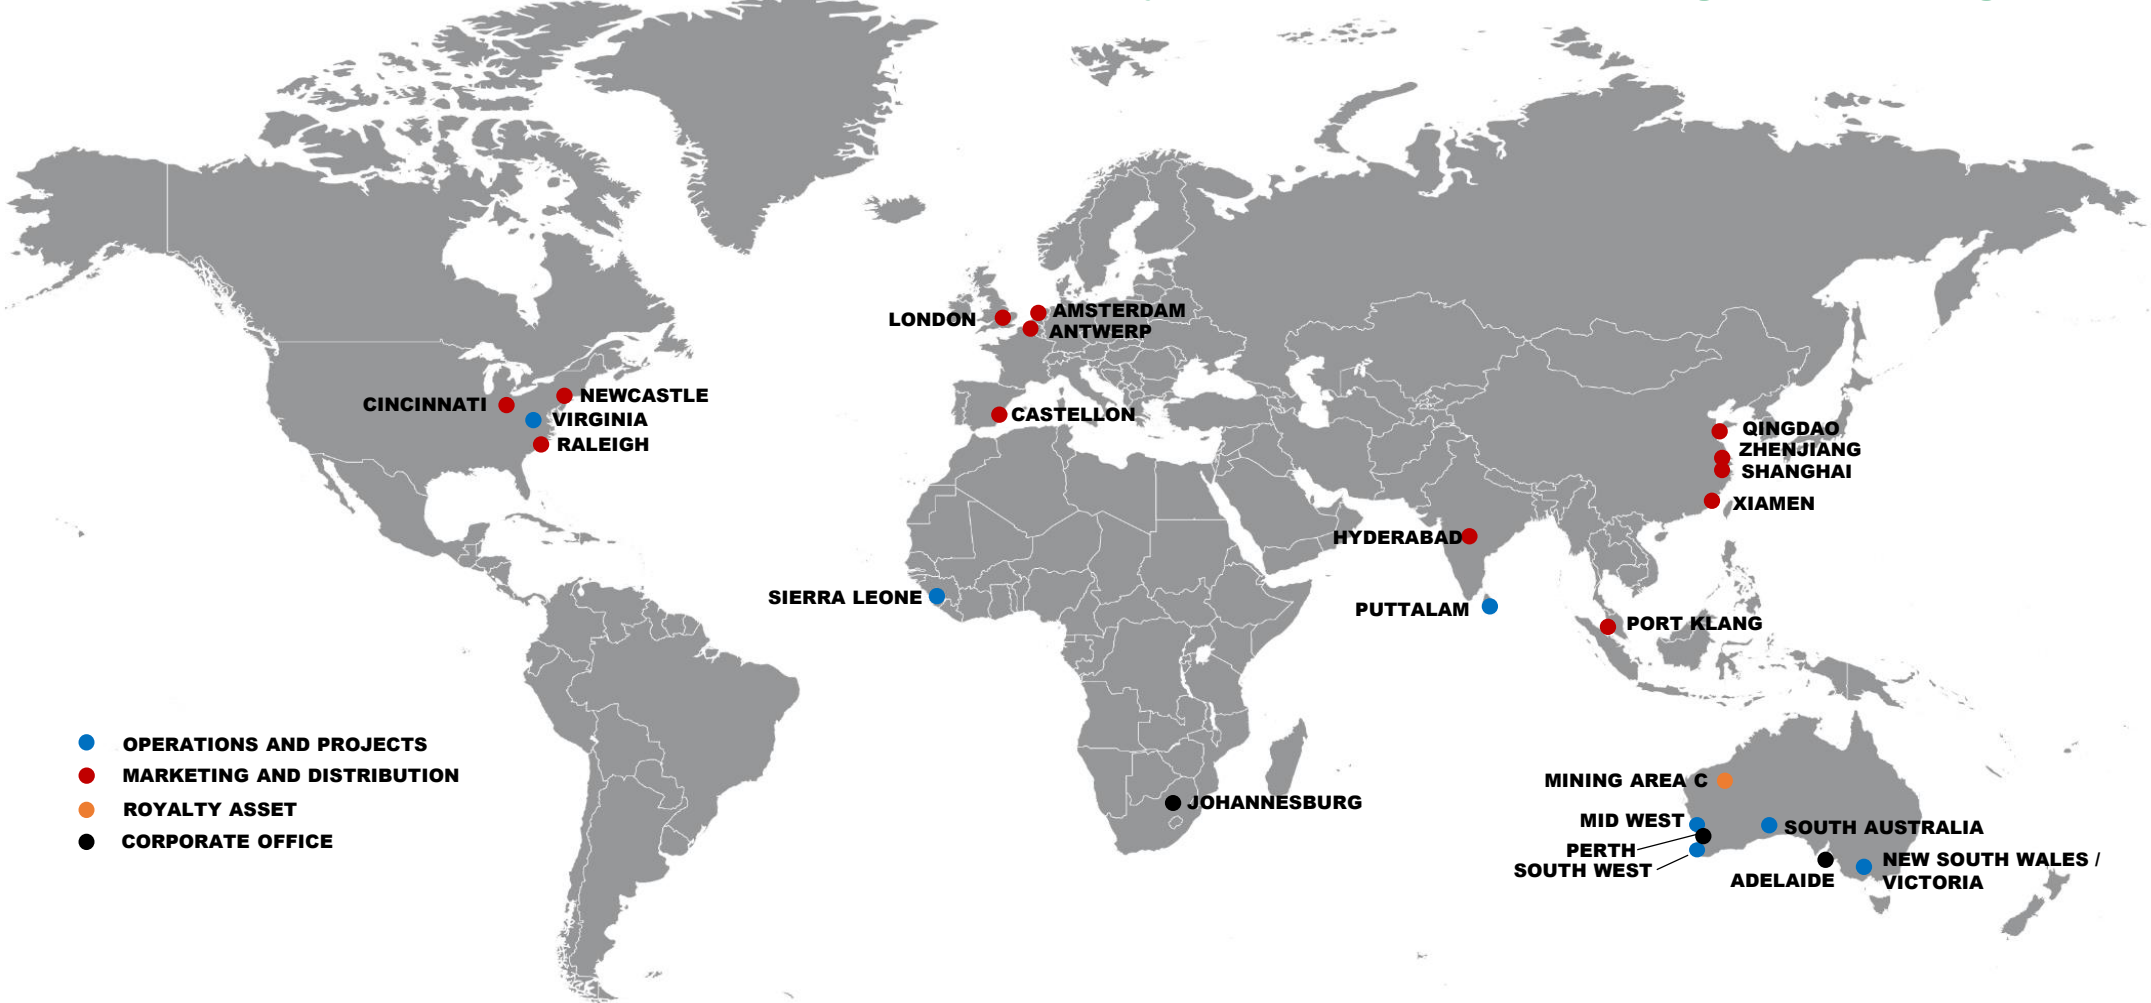 LONDON
AMSTERDAM
ANTWERP
CINCINNATI
NEWCASTLE
VIRGINIA
RALEIGH
CASTELLON
QINGDAO
ZHENJIANG
SHANGHAI
XIAMEN
HYDERABAD
SIERRA LEONE
PUTTALAM
PORT KLANG
OPERATIONS AND PROJECTS
MARKETING AND DISTRIBUTION
ROYALTY ASSET
CORPORATE OFFICE
JOHANNESBURG
MINING AREA C
MID WEST
PERTH
SOUTH WEST
SOUTH AUSTRALIA
ADELAIDE
NEW SOUTH WALES /
VICTORIA